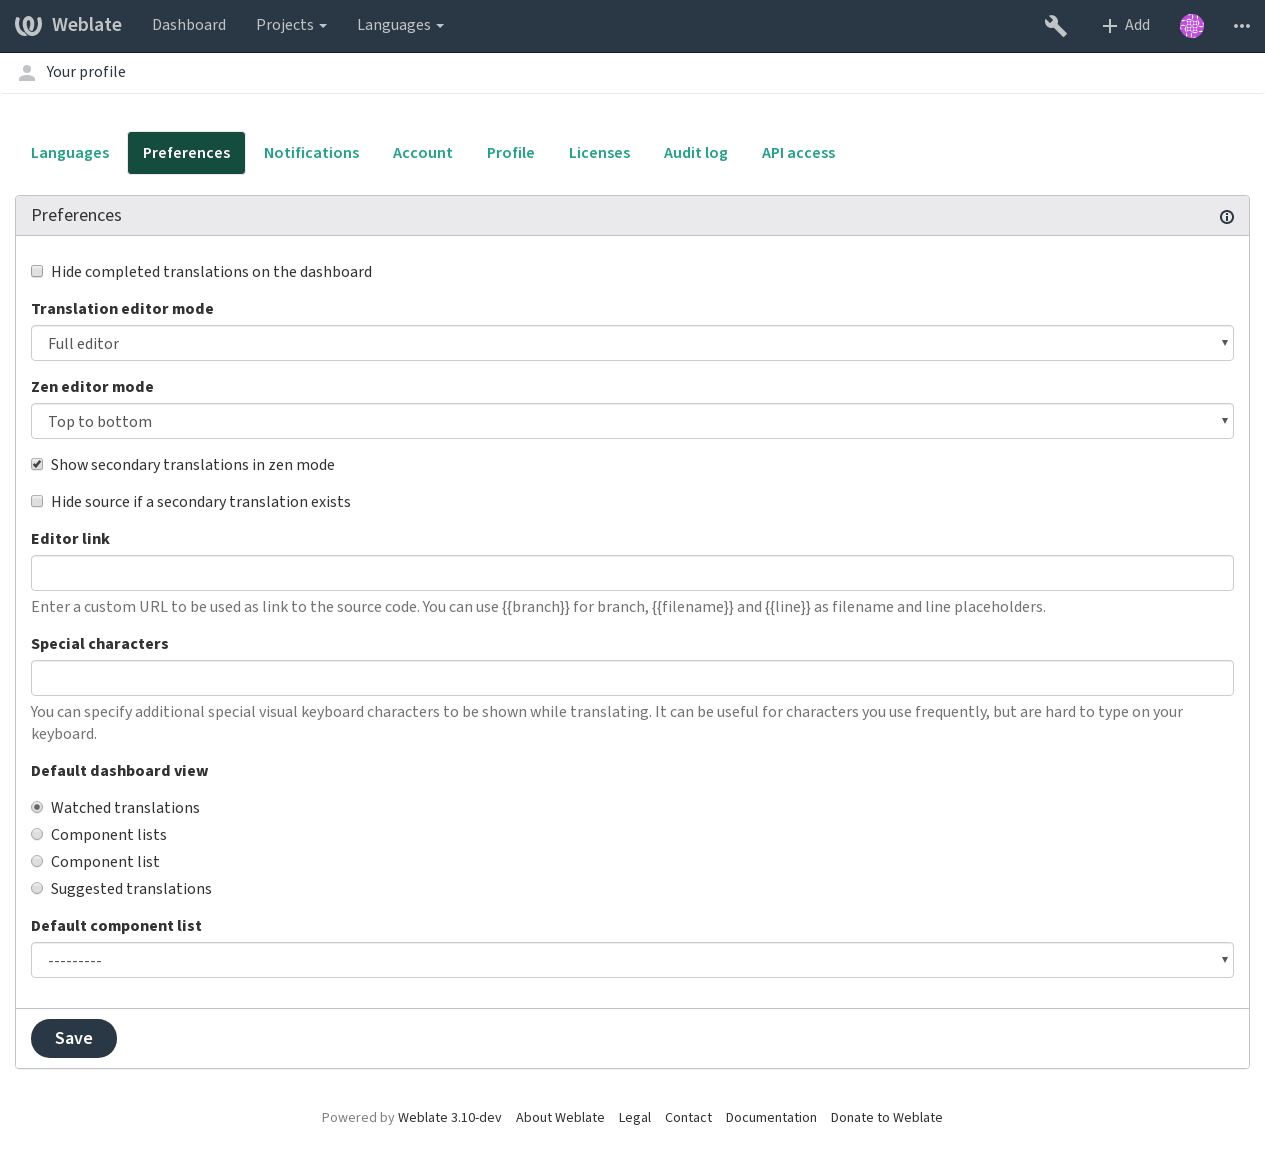 Weblate Dashboard Projects Languages Add
Your profile
Languages Preferences Notifications Account Profile Licenses Audit log API access
Preferences
Hide completed translations on the dashboard
Translation editor mode
Full editor
Zen editor mode
Top to bottom
Show secondary translations in zen mode
Hide source if a secondary translation exists
Editor link
Enter a custom URL to be used as link to the source code. You can use {{branch}} for branch, {{filename}} and {{line}} as filename and line placeholders.
Special characters
You can specify additional special visual keyboard characters to be shown while translating. It can be useful for characters you use frequently, but are hard to type on your
keyboard.
Default dashboard view
Watched translations
Component lists
Component list
Suggested translations
Default component list
---------
Save
Powered by Weblate 3.10-dev About Weblate Legal Contact Documentation Donate to Weblate